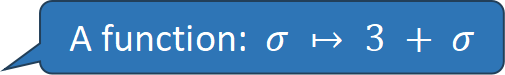 A function: σ ↦ 3 + σ